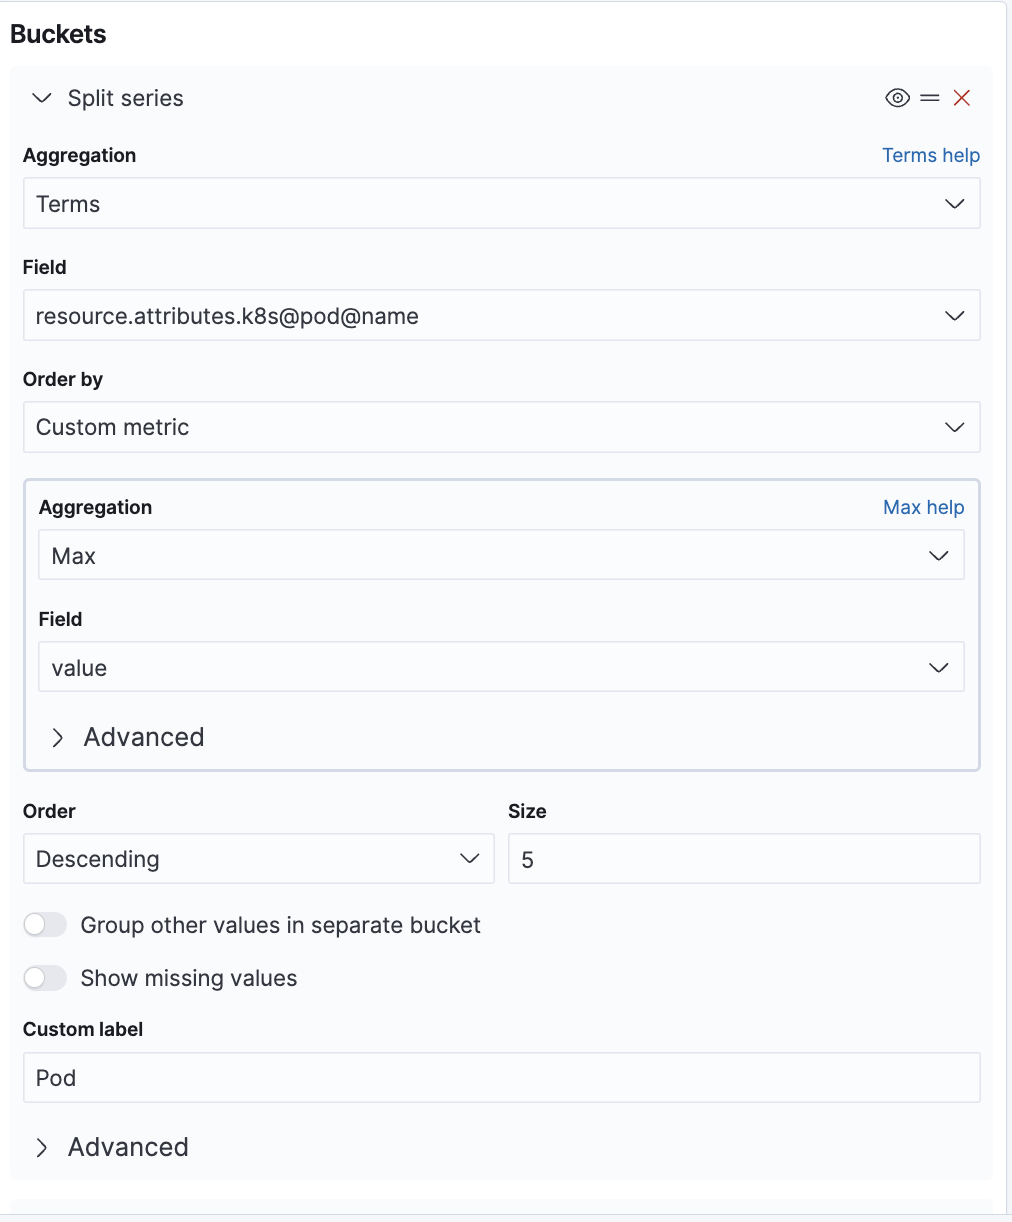 Buckets
Split series
Aggregation Terms help
Terms
Field
resource.attributes.k8s@pod@name
Order by
Custom metric
Aggregation Max help
Max
Field
value
Advanced
Order Size
Descending 5
Group other values in separate bucket
Show missing values
Custom label
Pod
Advanced